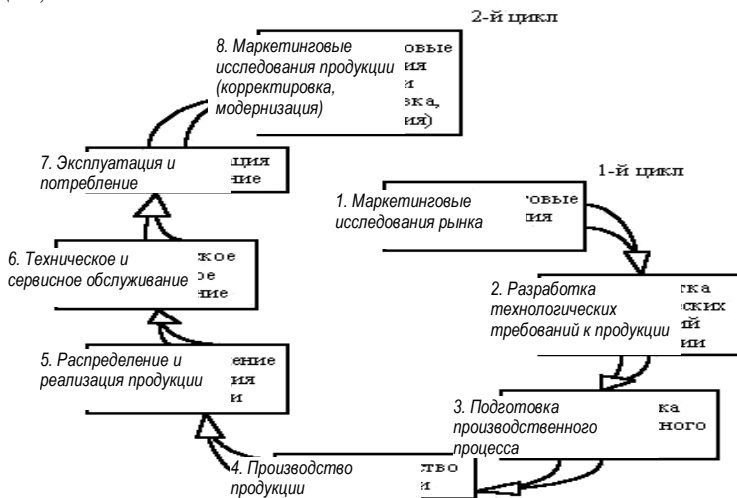 2-й цикл
8. Маркетинговые
исследования продукции
(корректировка,
модернизация)
7. Эксплуатация и
потребление
1-й цикл
1. Маркетинговые
исследования рынка
6. Техническое и
сервисное обслуживание
2. Разработка
технологических
требований к продукции
5. Распределение и
реализация продукции
3. Подготовка
производственного
процесса
4. Производство
продукции